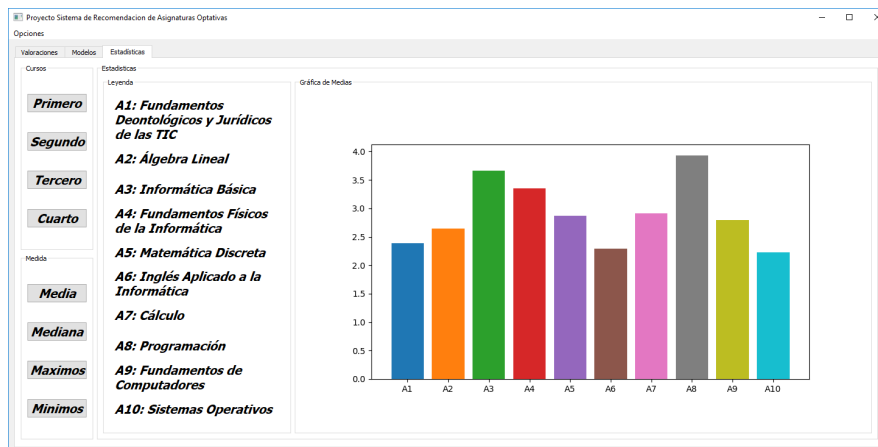 Proyecto Sistema de Recomendacion de Asignaturas Optativas
Opciones
Valoraciones Modelos Estadísticas
Cursos
Primero
Segundo
Tercero
Cuarto
Medida
Media
Mediana
Maximos
Minimos
Estadisticas
Leyenda
A1: Fundamentos
Deontológicos y Jurídicos
de las TIC
A2: Álgebra Lineal
A3: Informática Básica
A4: Fundamentos Físicos
de la Informática
A5: Matemática Discreta
A6: Inglés Aplicado a la
Informática
A7: Cálculo
A8: Programación
A9: Fundamentos de
Computadores
A10: Sistemas Operativos
Gráfica de Medias
4.0
3.5
3.0
2.5
2.0
1.5
1.0
0.5
0.0
A1 A2 A3 A4 A5 A6 A7 A8 A9 A10